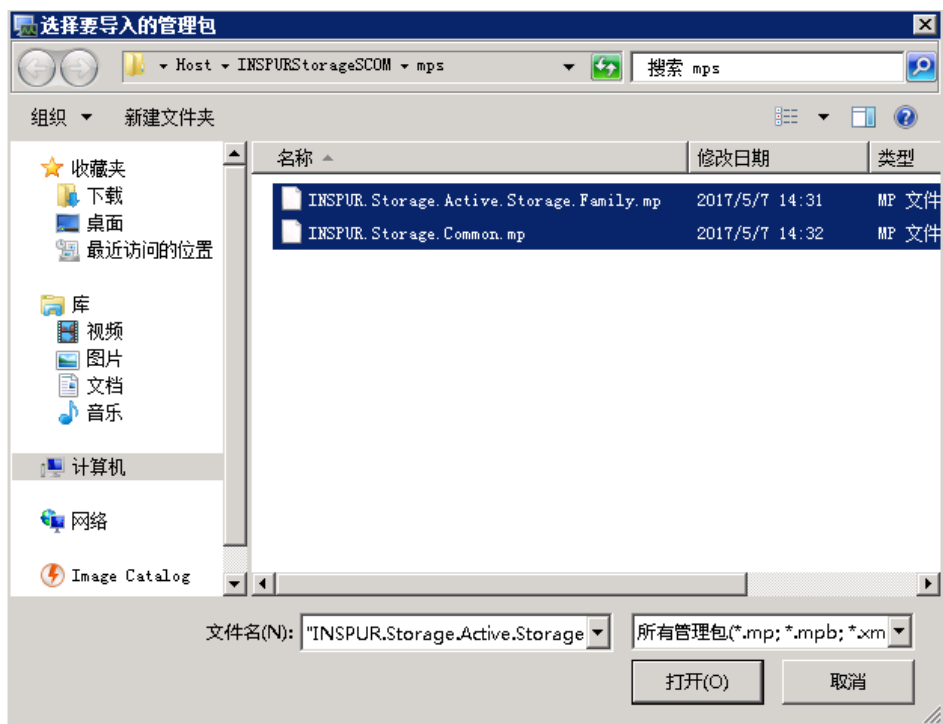 选择要导入的管理包
Host INSPURStorageSCOM mps
搜索 mps
组织 新建文件夹
收藏夹
下载
桌面
最近访问的位置
库
视频
图片
文档
音乐
计算机
网络
Image Catalog
名称 修改日期 类型
INSPUR.Storage.Active.Storage.Family.mp 2017/5/7 14:31 MP 文件
INSPUR.Storage.Common.mp 2017/5/7 14:32 MP 文件
文件名(N): "INSPUR.Storage.Active.Storage 所有管理包(*.mp; *.mpb; *.xm
打开(O) 取消